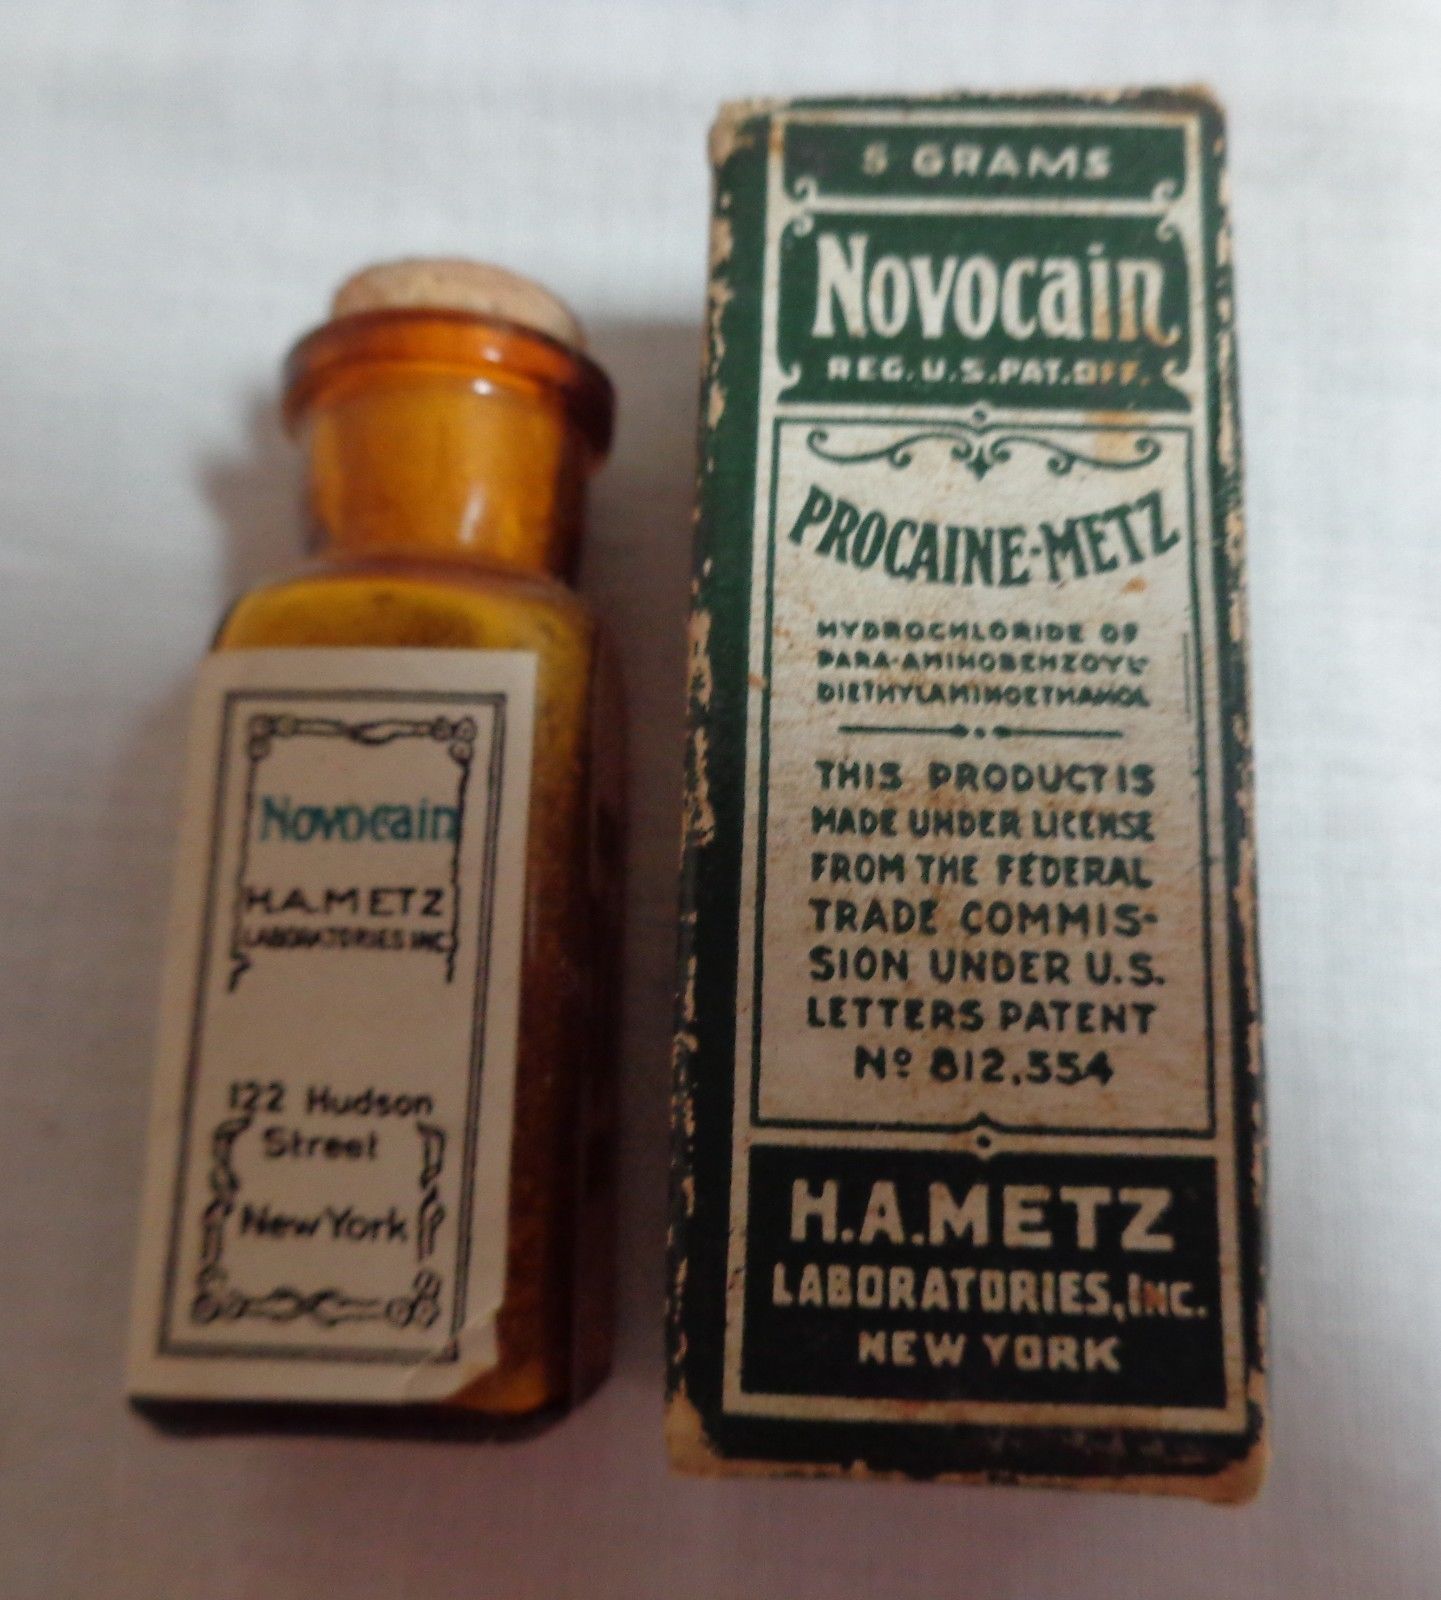 Novocain
H.A.METZ
LABORATORIES INC.
122 Hudson
Street
New York
5 GRAMS
Novocain
REG.U.S.PAT.OFF.
PROCAINE-METZ
HYDROCHLORIDE OF
PARA-AMINOBENZOYL-
DIETHYLAMINOETHANOL
THIS PRODUCT IS
MADE UNDER LICENSE
FROM THE FEDERAL
TRADE COMMIS-
SION UNDER U.S.
LETTERS PATENT
Nº 812,554
H.A.METZ
LABORATORIES, INC.
NEW YORK